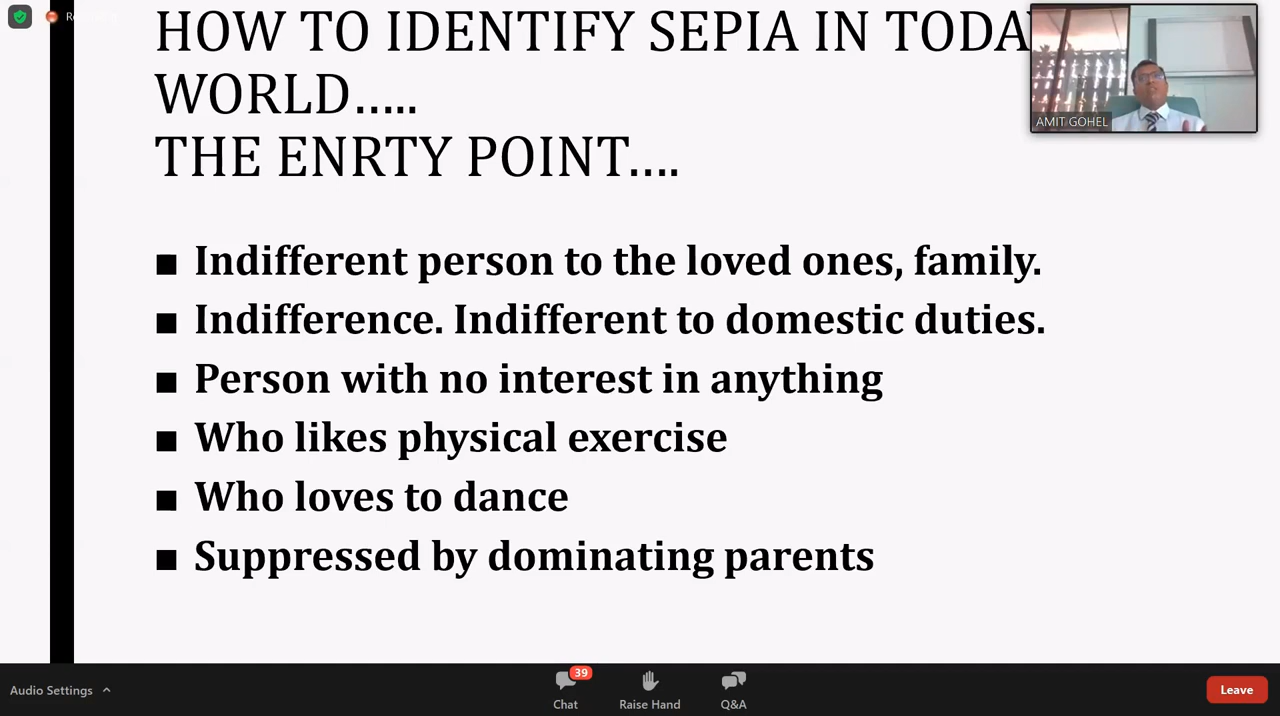 HOW TO IDENTIFY SEPIA IN TODA
WORLD.....
THE ENRTY POINT....
AMIT GOHEL
■ Indifferent person to the loved ones, family.
■ Indifference. Indifferent to domestic duties.
■ Person with no interest in anything
■ Who likes physical exercise
■ Who loves to dance
■ Suppressed by dominating parents
Audio Settings
39
Chat
Raise Hand
Q&A
Leave